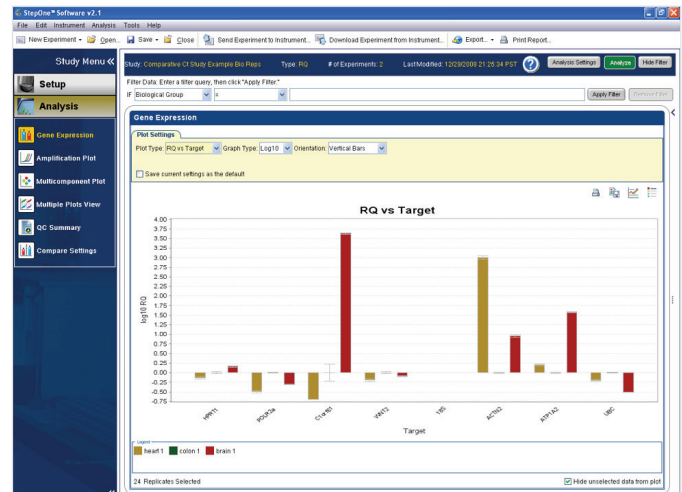 StepOne™ Software v2.1
File Edit Instrument Analysis Tools Help
New Experiment Open... Save Close Send Experiment to Instrument... Download Experiment from Instrument... Export... Print Report...
Study Menu «
Study: Comparative Ct Study Example Bio Reps Type: RQ # of Experiments: 2 Last Modified: 12/29/2008 21:26:34 PST ? Analysis Settings Analyze Hide Filter
Setup
Analysis
Gene Expression
Amplification Plot
Multicomponent Plot
Multiple Plots View
QC Summary
Compare Settings
Filter Data: Enter a filter query, then click "Apply Filter."
IF Biological Group = Apply Filter Remove Filter
Gene Expression
Plot Settings
Plot Type: RQ vs Target Graph Type: Log10 Orientation: Vertical Bars
Save current settings as the default
RQ vs Target
log10 RQ
4.00
3.75
3.50
3.25
3.00
2.75
2.50
2.25
2.00
1.75
1.50
1.25
1.00
0.75
0.50
0.25
0.00
-0.25
-0.50
-0.75
HPRTI POLR2a C1orf61 WNT2 18S ACTN2 ATP1A2 UBC
Target
Legend
heart 1 colon 1 brain 1
24 Replicates Selected
Hide unselected data from plot